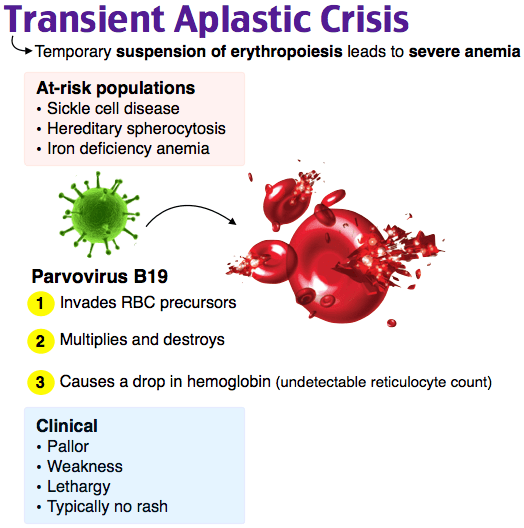 Transient Aplastic Crisis
Temporary suspension of erythropoiesis leads to severe anemia
At-risk populations
• Sickle cell disease
• Hereditary spherocytosis
• Iron deficiency anemia
Parvovirus B19
1 Invades RBC precursors
2 Multiplies and destroys
3 Causes a drop in hemoglobin (undetectable reticulocyte count)
Clinical
• Pallor
• Weakness
• Lethargy
• Typically no rash